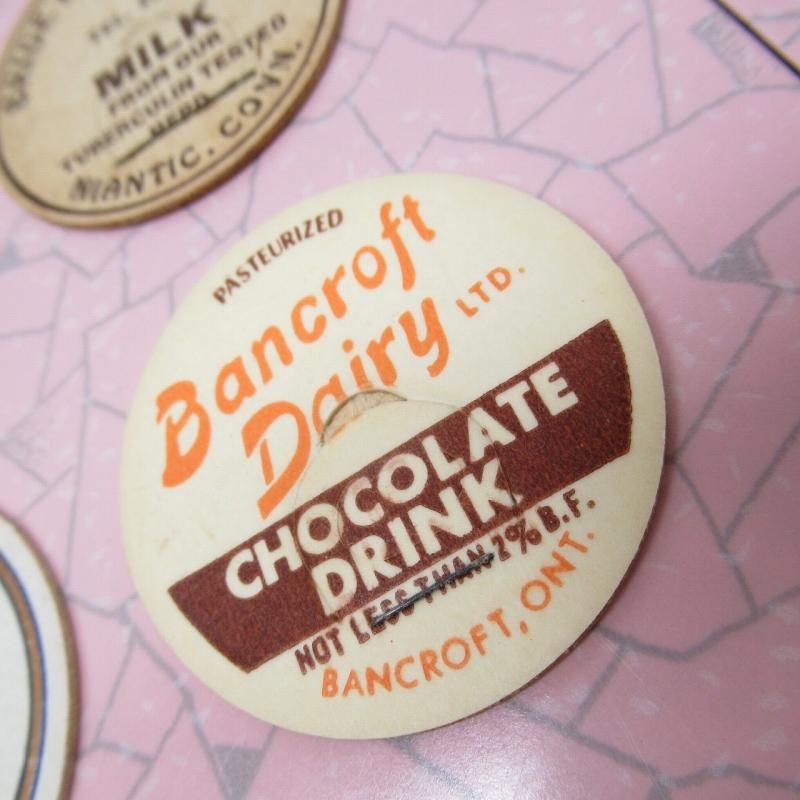 MILK
FROM OUR
TUBERCULIN TESTED
HERD
NIANTIC, CONN.
PASTEURIZED
Bancroft
Dairy LTD.
CHOCOLATE
DRINK
NOT LESS THAN 2% B.F.
BANCROFT, ONT.